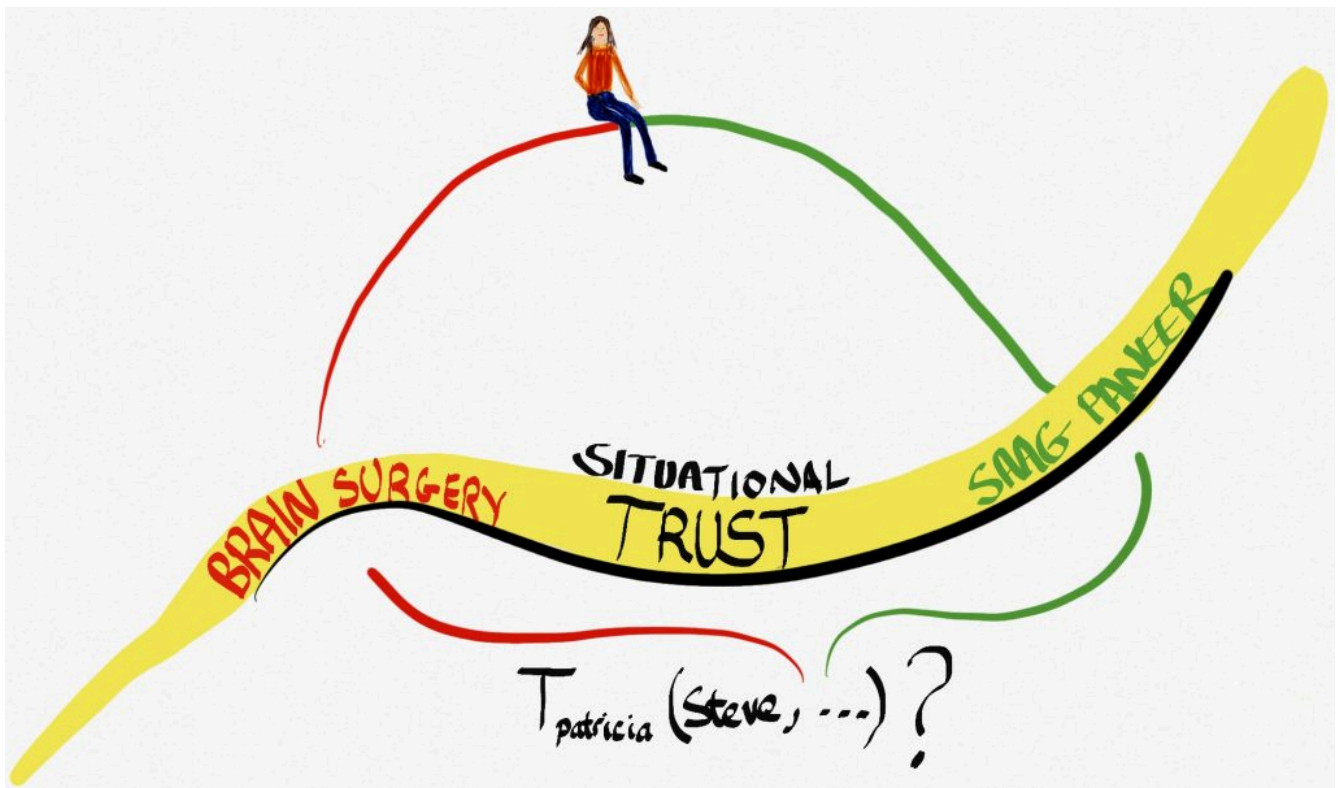 BRAIN SURGERY
SITUATIONAL
TRUST
SAAG PANEER
Tpatricia (Steve, ...) ?